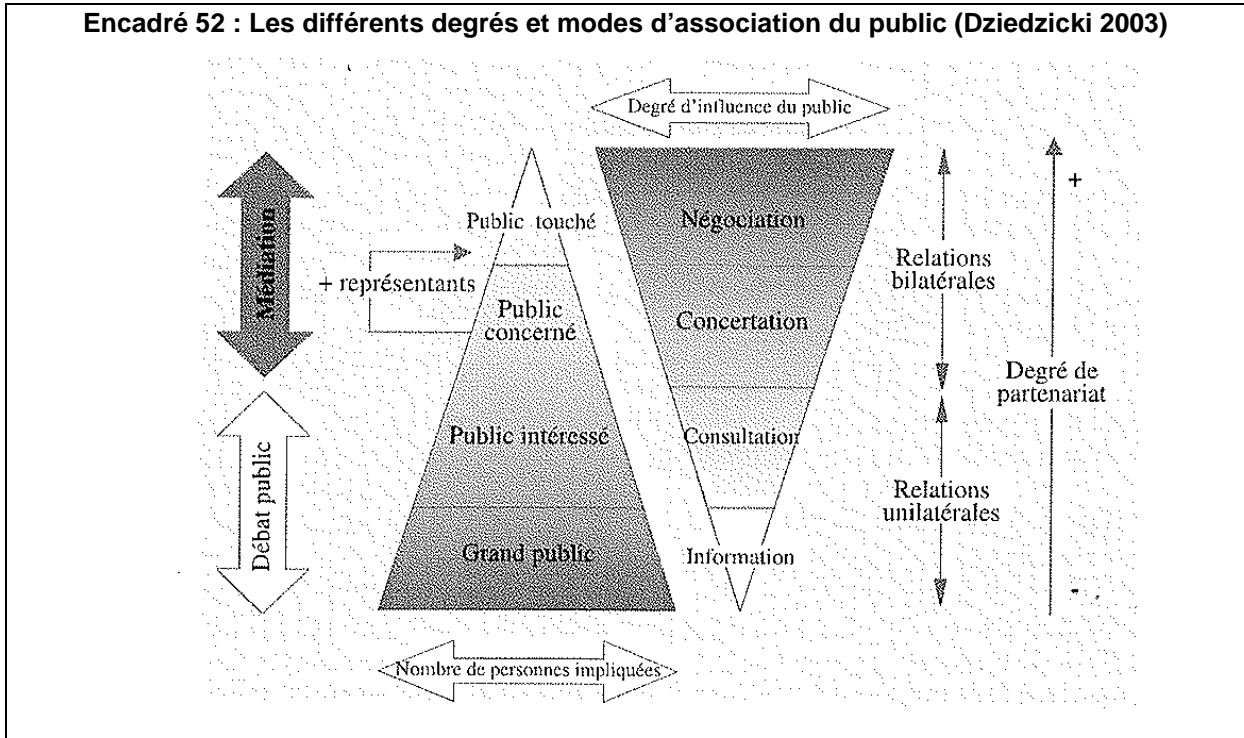 Encadré 52 : Les différents degrés et modes d’association du public (Dziedzicki 2003)
Degré d’influence du public
Médiation
Débat public
Public touché
+ représentants
Public
concerné
Public intéressé
Grand public
Nombre de personnes impliquées
Négociation
Concertation
Consultation
Information
Relations
bilatérales
Relations
unilatérales
+
Degré de
partenariat
-